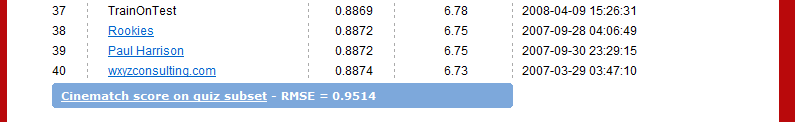 37 TrainOnTest 0.8869 6.78 2008-04-09 15:26:31
38 Rookies 0.8872 6.75 2007-09-28 04:06:49
39 Paul Harrison 0.8872 6.75 2007-09-30 23:29:15
40 wxyzconsulting.com 0.8874 6.73 2007-03-29 03:47:10
Cinematch score on quiz subset - RMSE = 0.9514